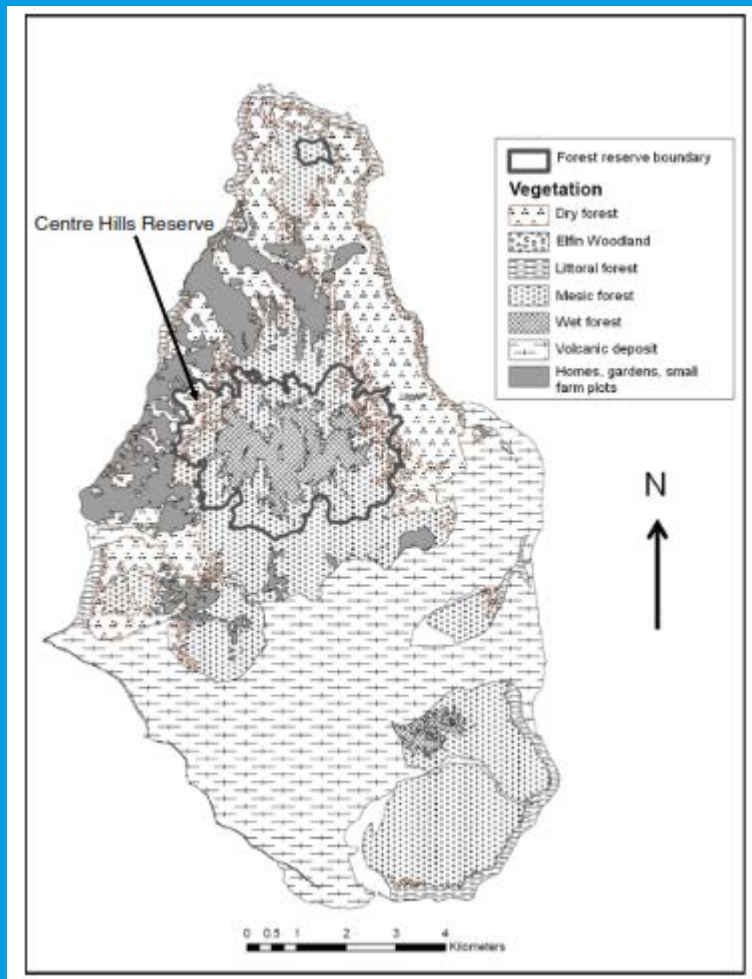 Centre Hills Reserve
Forest reserve boundary
Vegetation
Dry forest
Elfin Woodland
Littoral forest
Mesic forest
Wet forest
Volcanic deposit
Homes, gardens, small
farm plots
N
0 0.5 1 2 3 4
Kilometers